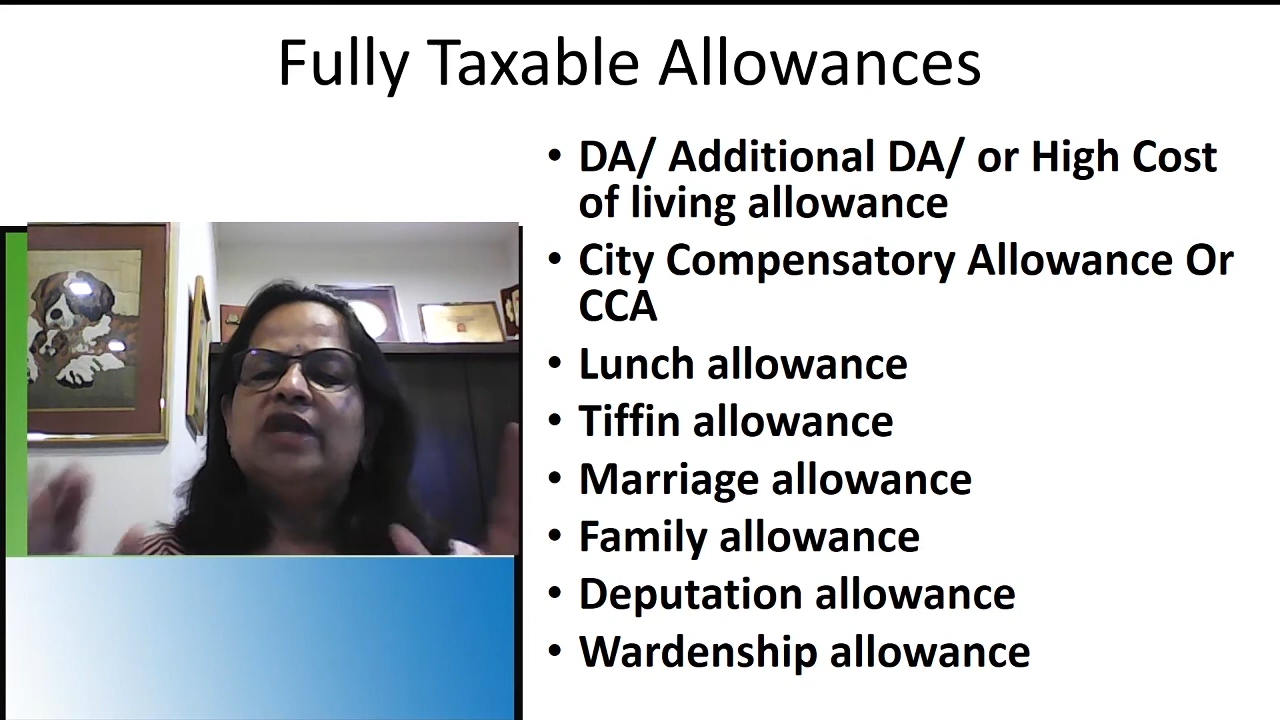 Fully Taxable Allowances
• DA/ Additional DA/ or High Cost
of living allowance
• City Compensatory Allowance Or
CCA
• Lunch allowance
• Tiffin allowance
• Marriage allowance
• Family allowance
• Deputation allowance
• Wardenship allowance